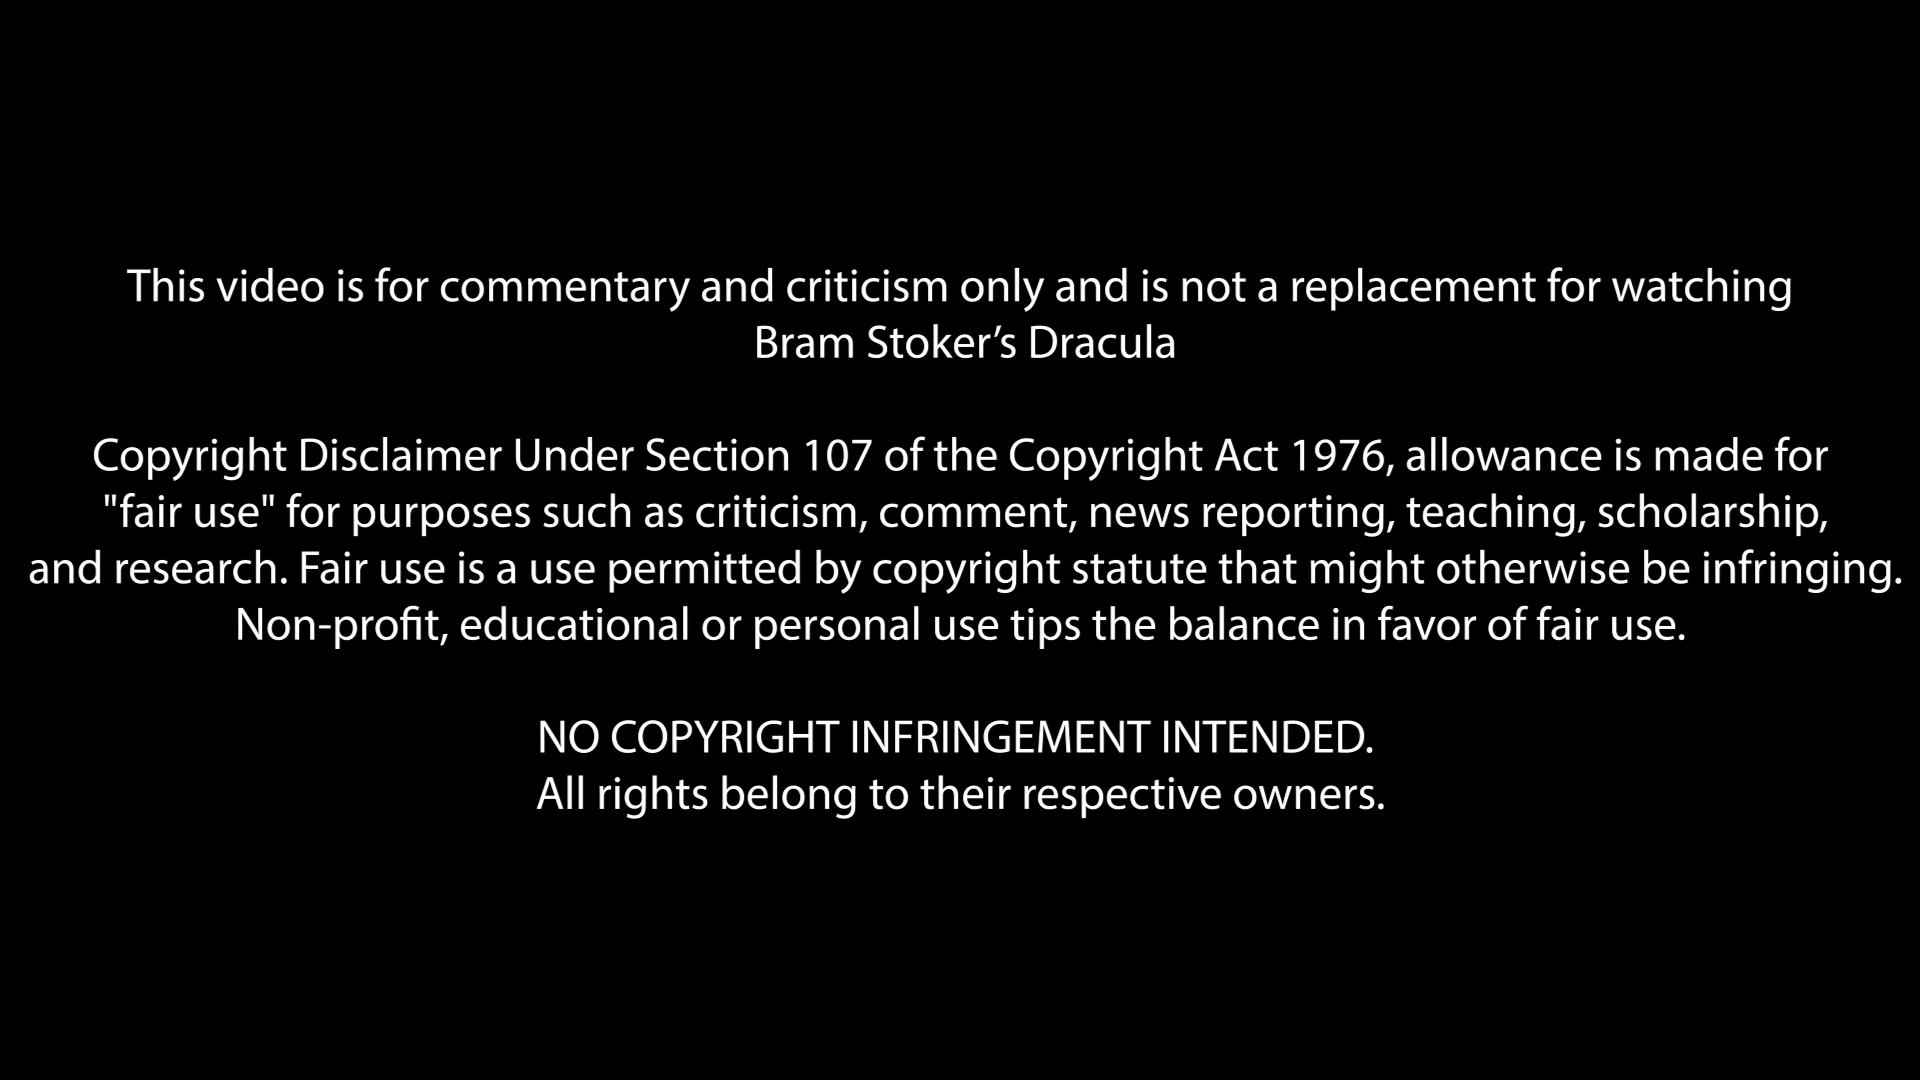 This video is for commentary and criticism only and is not a replacement for watching
Bram Stoker’s Dracula
Copyright Disclaimer Under Section 107 of the Copyright Act 1976, allowance is made for
"fair use" for purposes such as criticism, comment, news reporting, teaching, scholarship,
and research. Fair use is a use permitted by copyright statute that might otherwise be infringing.
Non-profit, educational or personal use tips the balance in favor of fair use.
NO COPYRIGHT INFRINGEMENT INTENDED.
All rights belong to their respective owners.